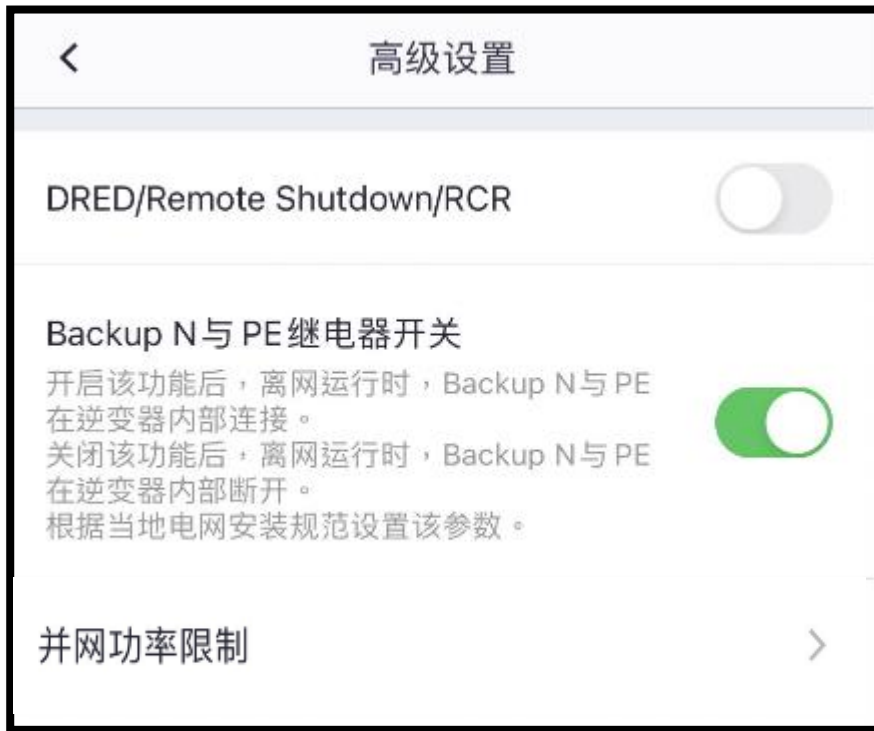 高级设置
DRED/Remote Shutdown/RCR
Backup N与PE继电器开关
开启该功能后，离网运行时，Backup N与PE
在逆变器内部连接。
关闭该功能后，离网运行时，Backup N与PE
在逆变器内部断开。
根据当地电网安装规范设置该参数。
并网功率限制